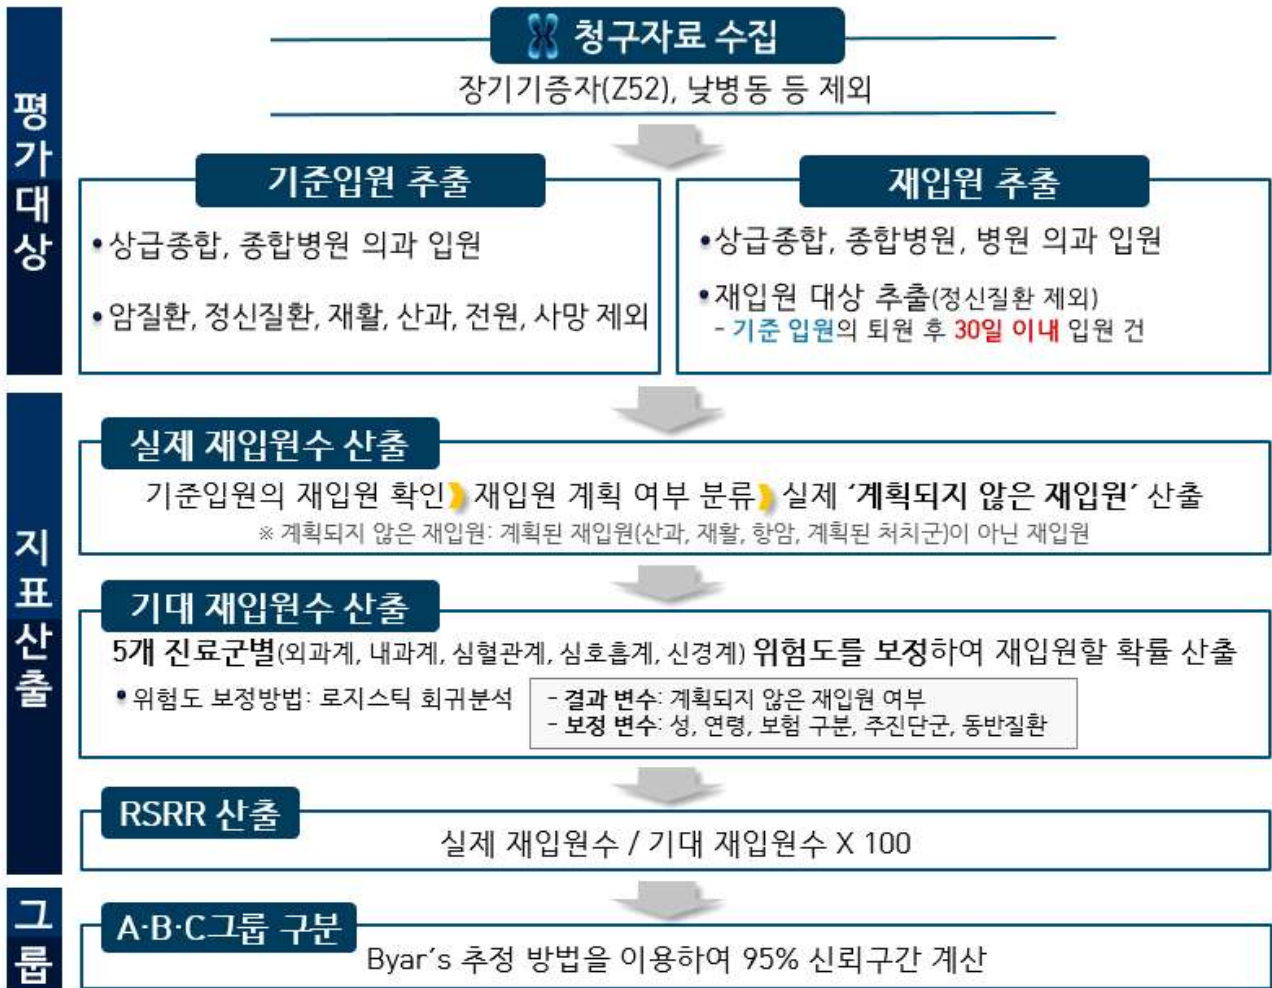 평가대상
청구자료 수집
장기기증자(Z52), 낮병동 등 제외
기준입원 추출
• 상급종합, 종합병원 의과 입원
• 암질환, 정신질환, 재활, 산과, 전원, 사망 제외
재입원 추출
• 상급종합, 종합병원, 병원 의과 입원
• 재입원 대상 추출(정신질환 제외)
- 기준 입원의 퇴원 후 30일 이내 입원 건
지표산출
실제 재입원수 산출
기준입원의 재입원 확인 재입원 계획 여부 분류 실제 ‘계획되지 않은 재입원’ 산출
※ 계획되지 않은 재입원: 계획된 재입원(산과, 재활, 항암, 계획된 처치군)이 아닌 재입원
기대 재입원수 산출
5개 진료군별(외과계, 내과계, 심혈관계, 심호흡계, 신경계) 위험도를 보정하여 재입원할 확률 산출
• 위험도 보정방법: 로지스틱 회귀분석
- 결과 변수: 계획되지 않은 재입원 여부
- 보정 변수: 성, 연령, 보험 구분, 주진단군, 동반질환
RSRR 산출
실제 재입원수 / 기대 재입원수 X 100
그룹
A·B·C그룹 구분
Byar´s 추정 방법을 이용하여 95% 신뢰구간 계산